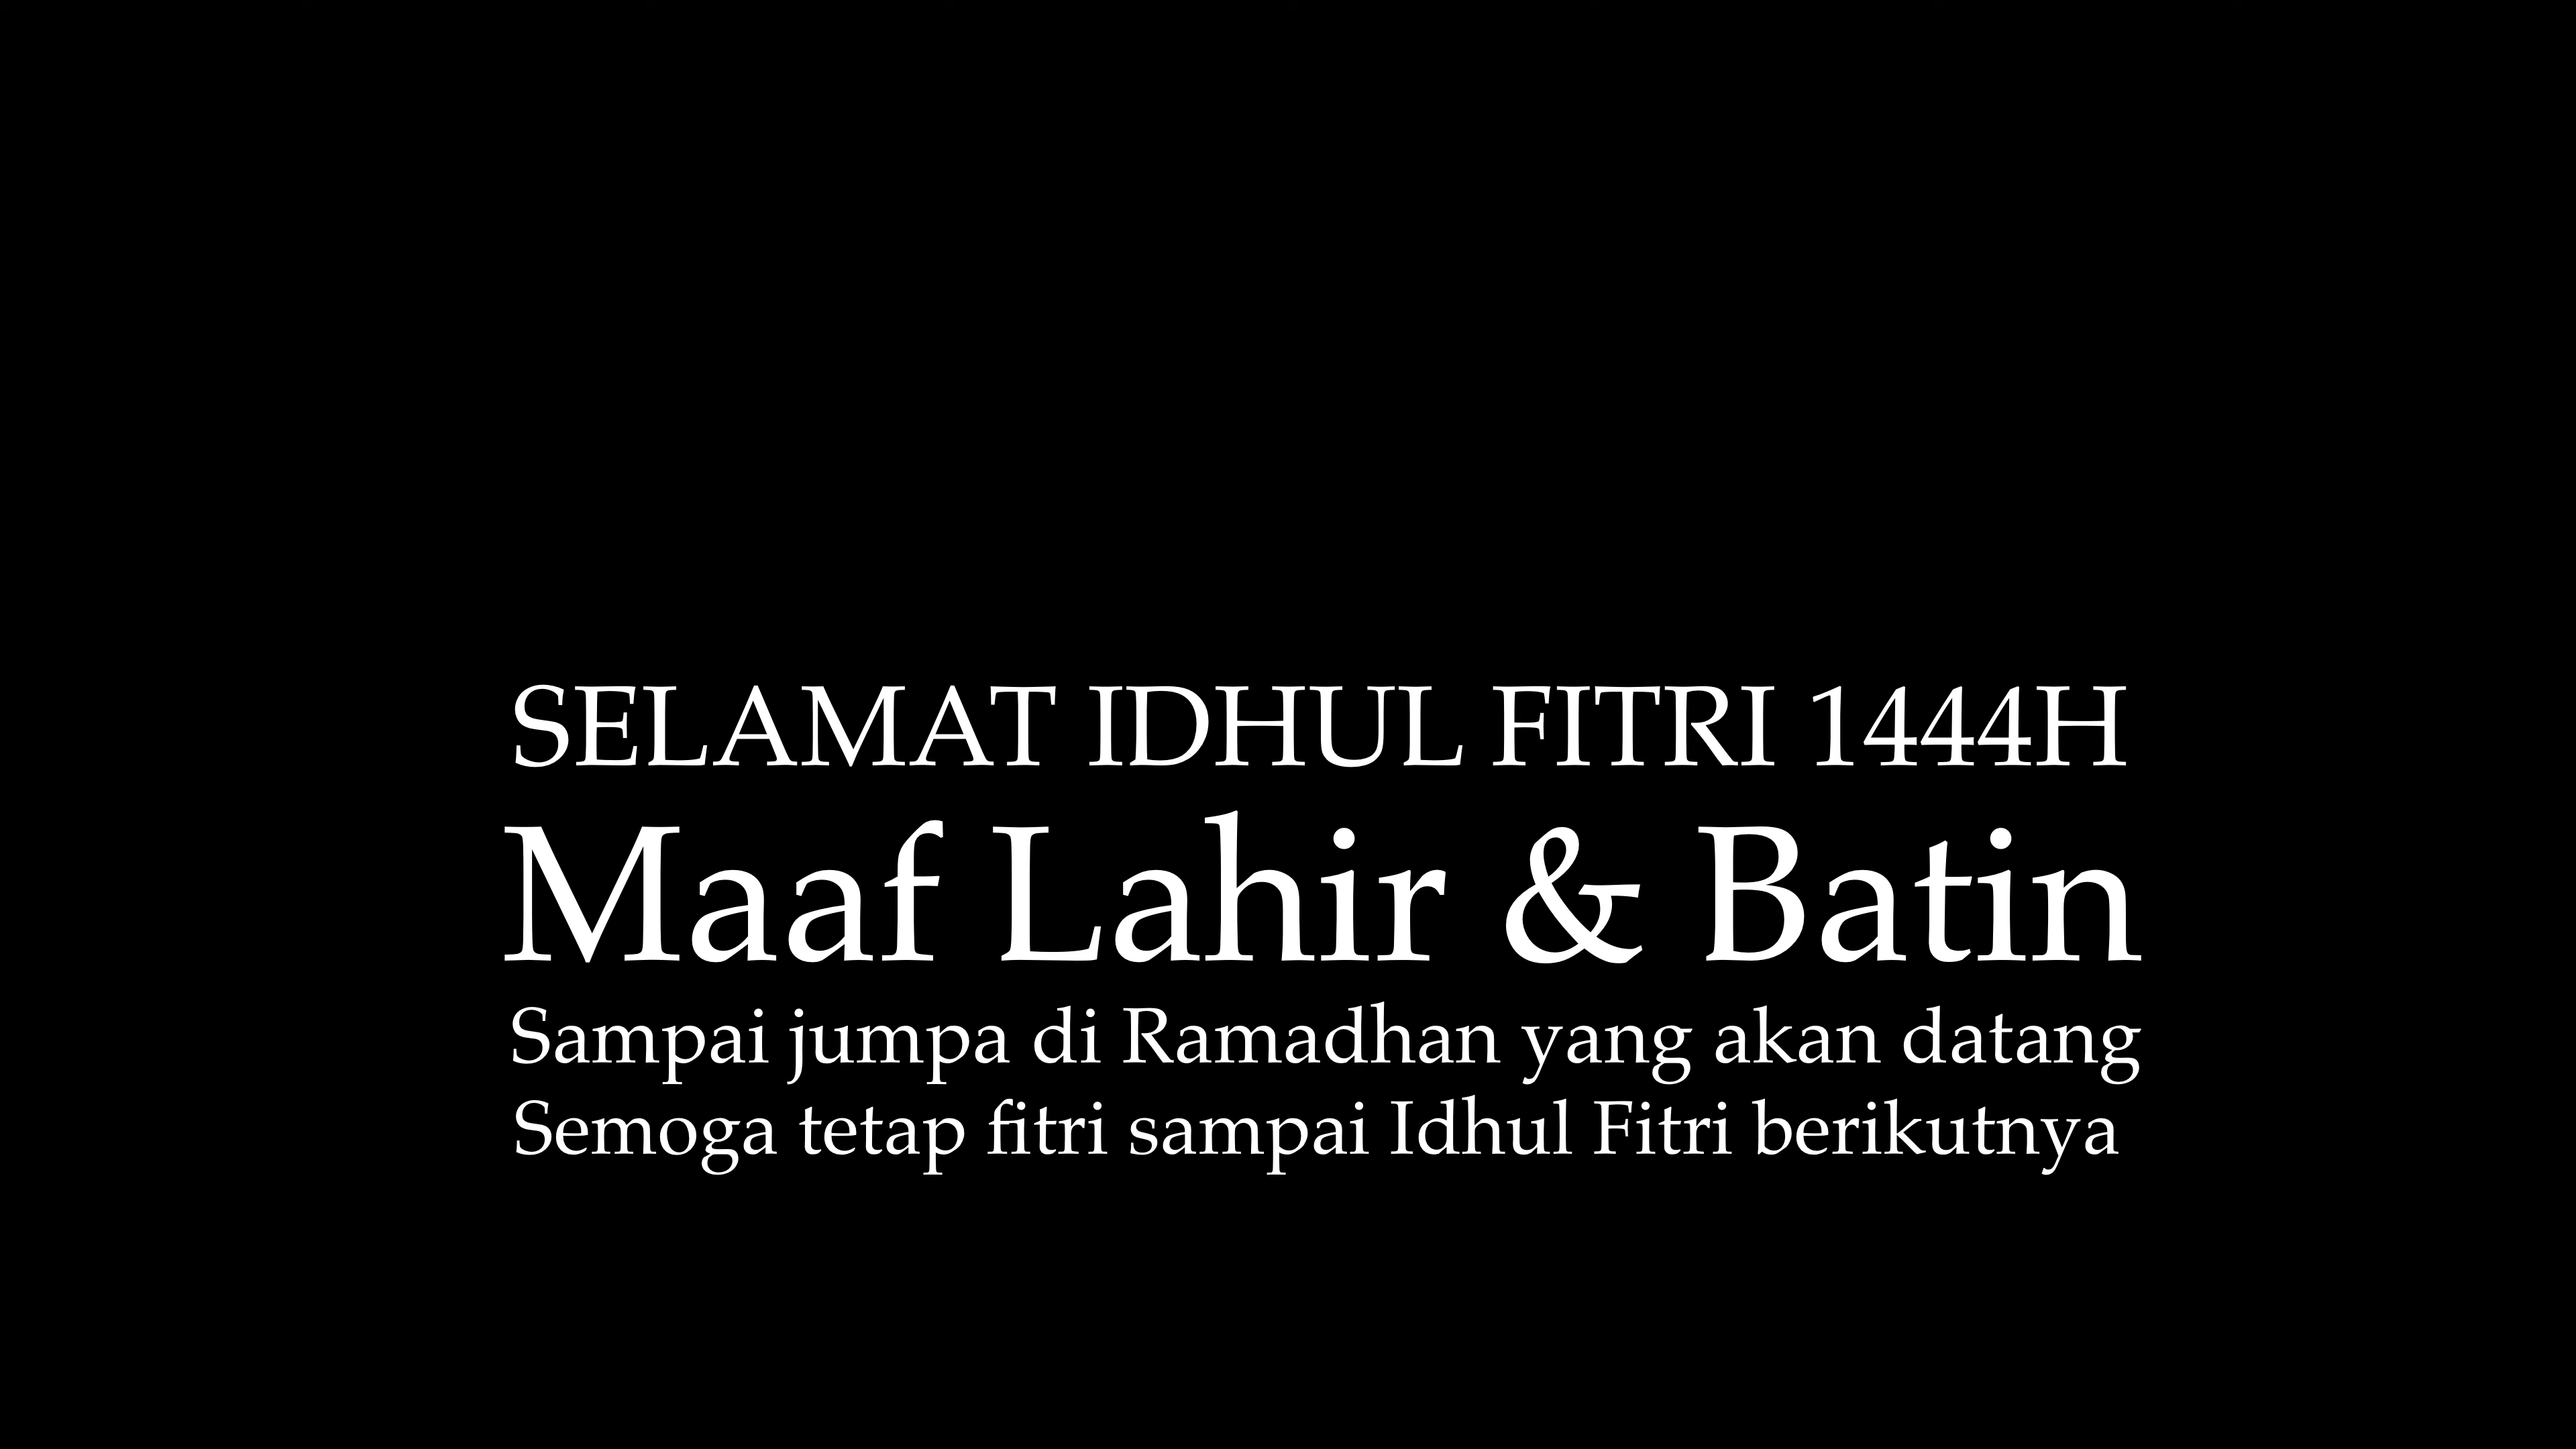 SELAMAT IDHUL FITRI 1444H
Maaf Lahir & Batin
Sampai jumpa di Ramadhan yang akan datang
Semoga tetap fitri sampai Idhul Fitri berikutnya